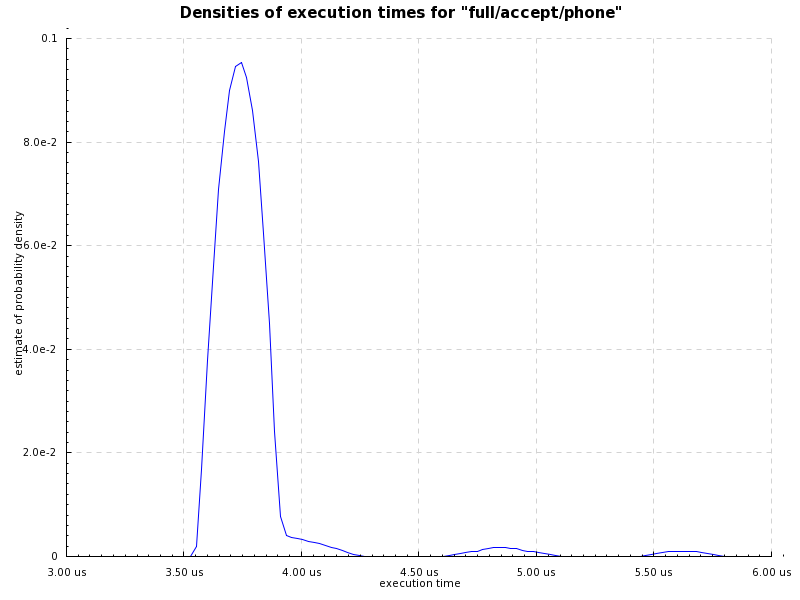 Densities of execution times for "full/accept/phone"
0.1
8.0e-2
6.0e-2
4.0e-2
2.0e-2
0
estimate of probability density
3.00 us 3.50 us 4.00 us 4.50 us 5.00 us 5.50 us 6.00 us
execution time